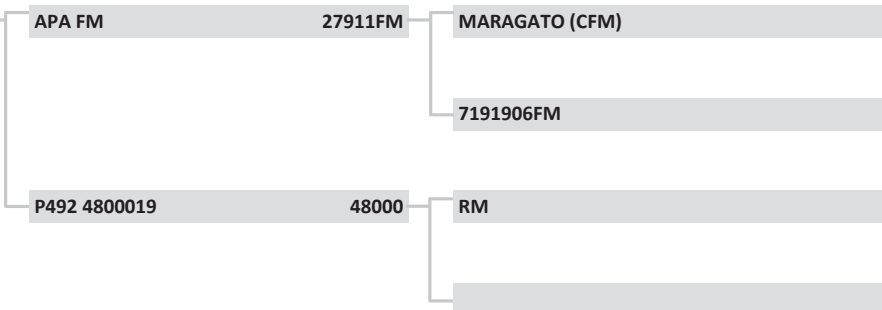 APA FM 27911FM MARAGATO (CFM)
7191906FM
P492 4800019 48000 RM